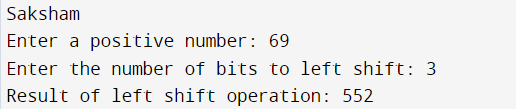 Saksham
Enter a positive number: 69
Enter the number of bits to left shift: 3
Result of left shift operation: 552